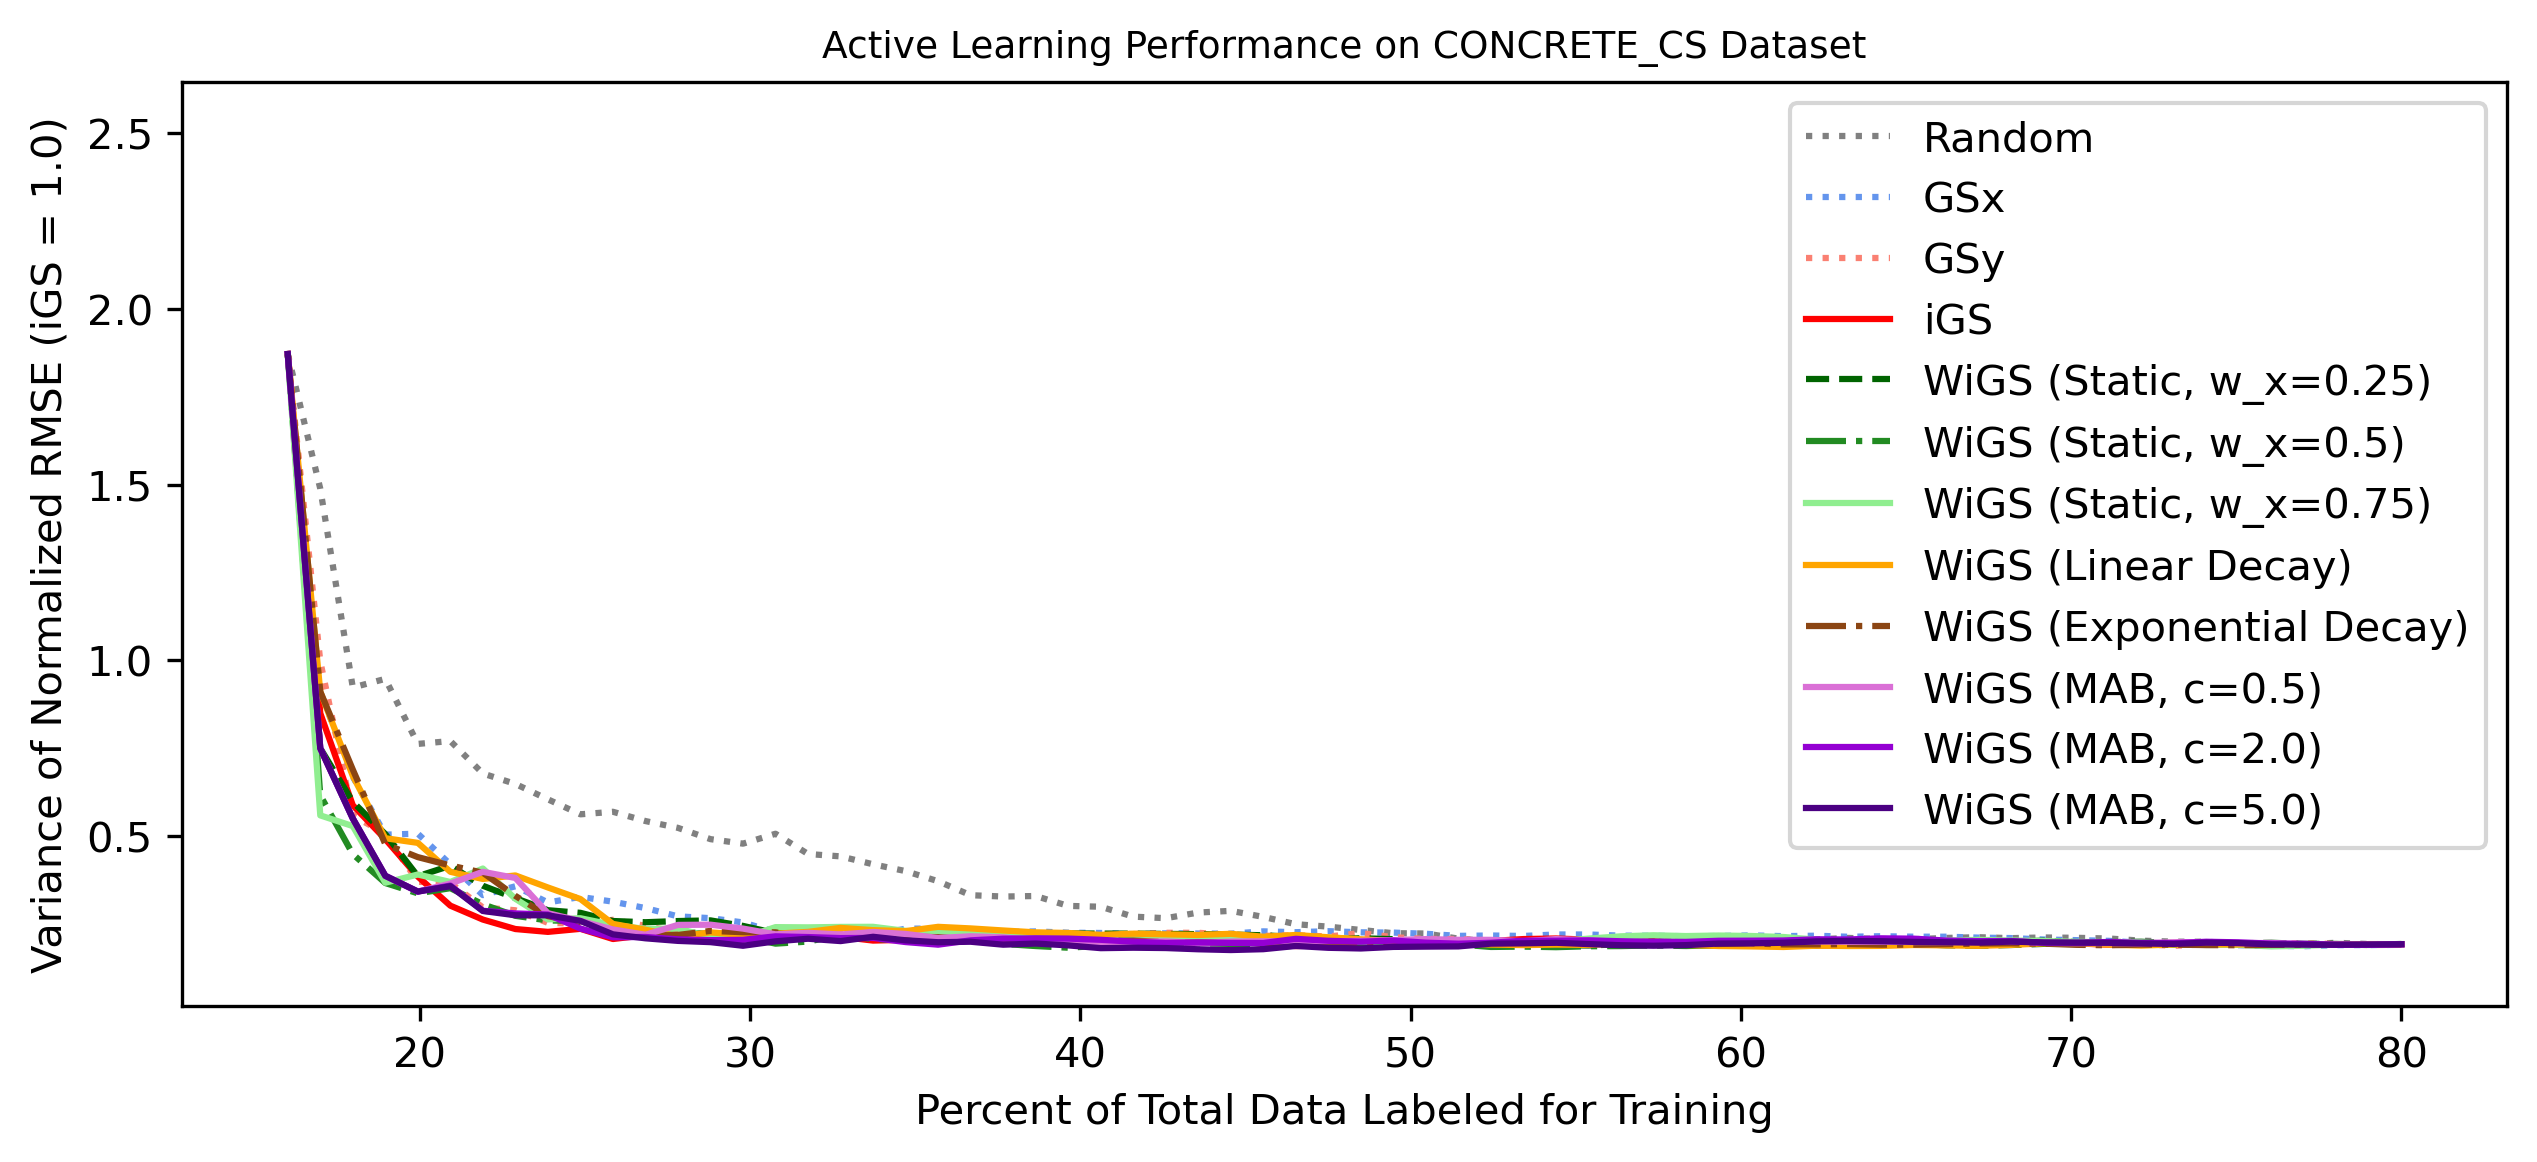 Active Learning Performance on CONCRETE_CS Dataset
Variance of Normalized RMSE (iGS = 1.0)
2.5
2.0
1.5
1.0
0.5
Random
GSx
GSy
iGS
WiGS (Static, w_x=0.25)
WiGS (Static, w_x=0.5)
WiGS (Static, w_x=0.75)
WiGS (Linear Decay)
WiGS (Exponential Decay)
WiGS (MAB, c=0.5)
WiGS (MAB, c=2.0)
WiGS (MAB, c=5.0)
20 30 40 50 60 70 80
Percent of Total Data Labeled for Training